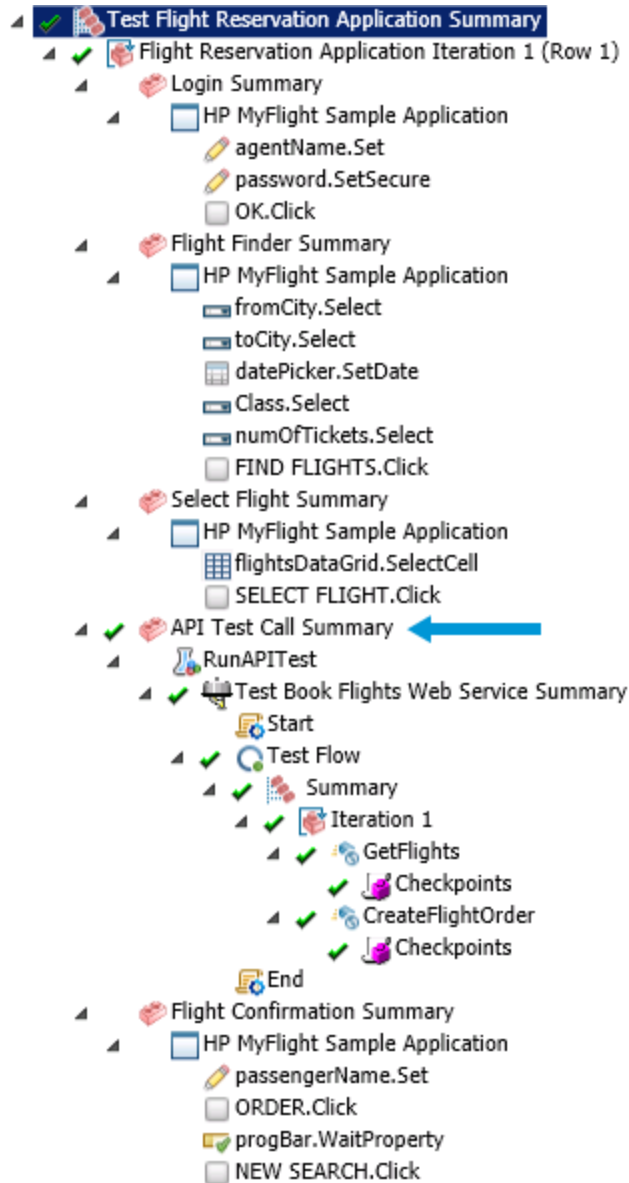 Test Flight Reservation Application Summary
Flight Reservation Application Iteration 1 (Row 1)
Login Summary
HP MyFlight Sample Application
agentName.Set
password.SetSecure
OK.Click
Flight Finder Summary
HP MyFlight Sample Application
fromCity.Select
toCity.Select
datePicker.SetDate
Class.Select
numOfTickets.Select
FIND FLIGHTS.Click
Select Flight Summary
HP MyFlight Sample Application
flightsDataGrid.SelectCell
SELECT FLIGHT.Click
API Test Call Summary
RunAPITest
Test Book Flights Web Service Summary
Start
Test Flow
Summary
Iteration 1
GetFlights
Checkpoints
CreateFlightOrder
Checkpoints
End
Flight Confirmation Summary
HP MyFlight Sample Application
passengerName.Set
ORDER.Click
progBar.WaitProperty
NEW SEARCH.Click